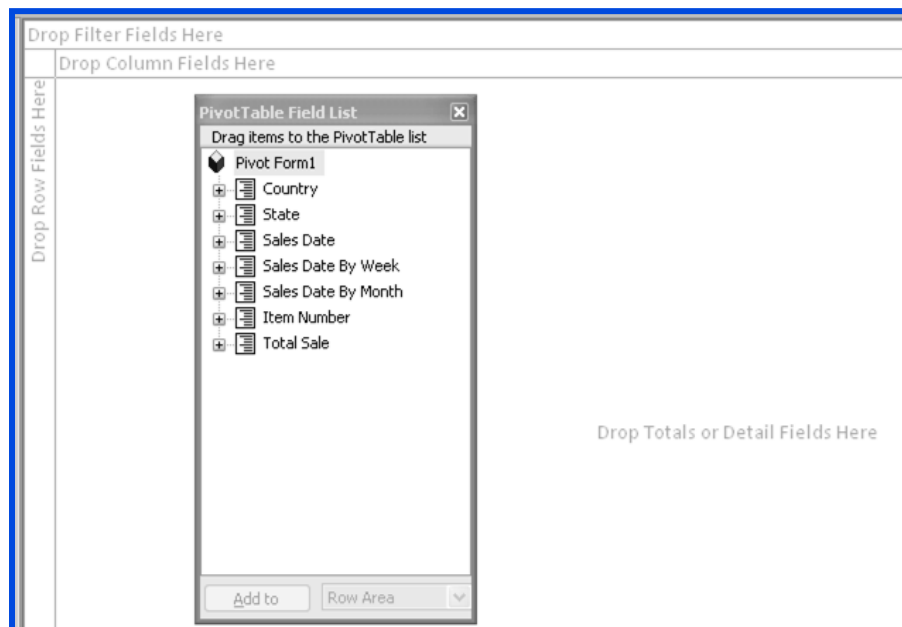 Drop Filter Fields Here
Drop Column Fields Here
Drop Row Fields Here
PivotTable Field List
Drag items to the PivotTable list
Pivot Form1
Country
State
Sales Date
Sales Date By Week
Sales Date By Month
Item Number
Total Sale
Drop Totals or Detail Fields Here
Add to
Row Area